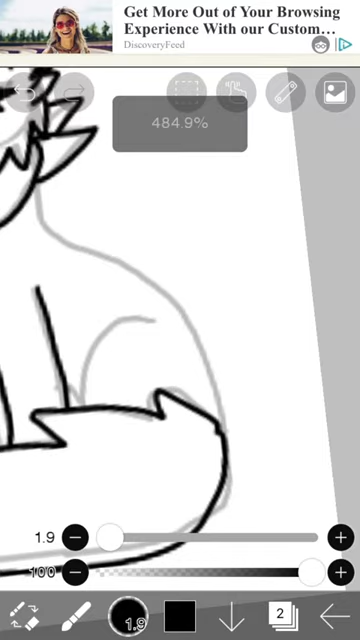 Get More Out of Your Browsing
Experience With our Custom…
DiscoveryFeed
484.9%
1.9
100
1.9
2